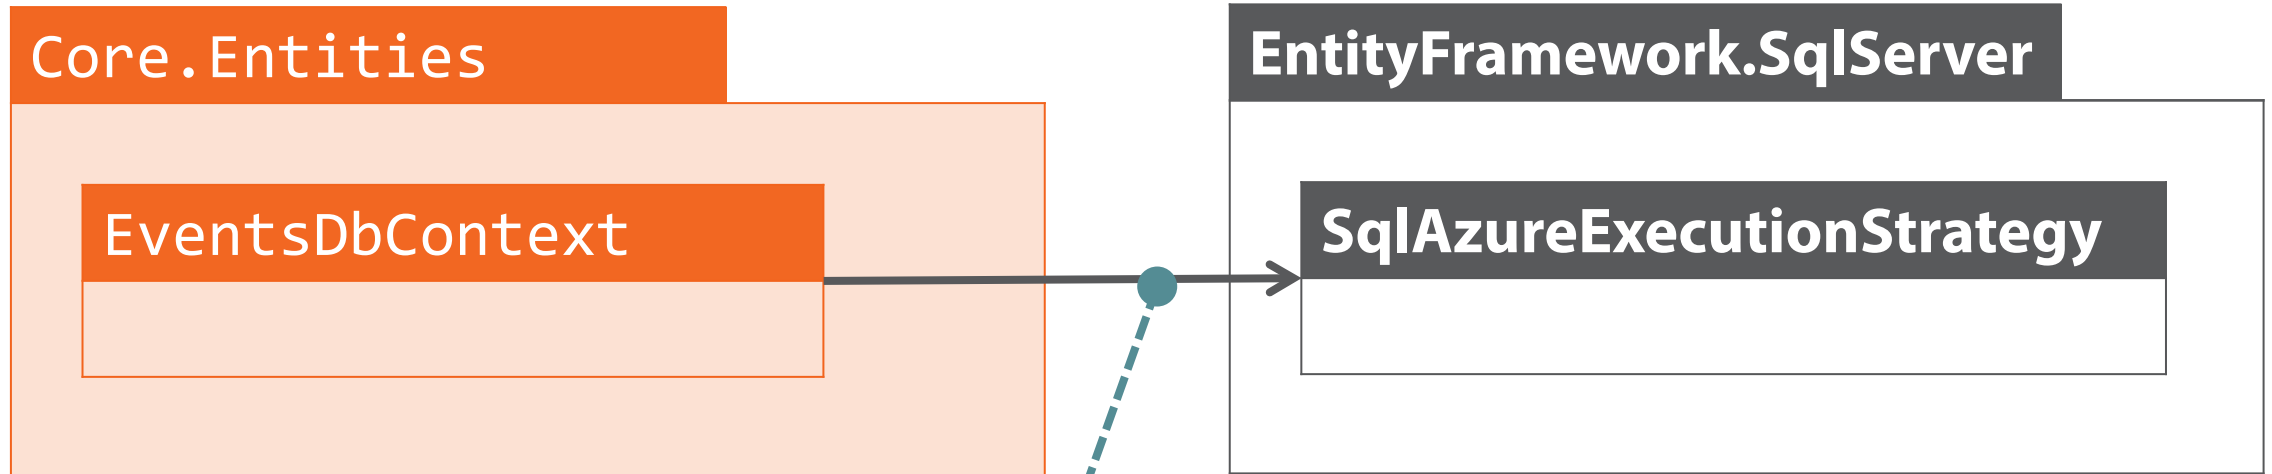 Core.Entities
EntityFramework.SqlServer
EventsDbContext
SqlAzureExecutionStrategy